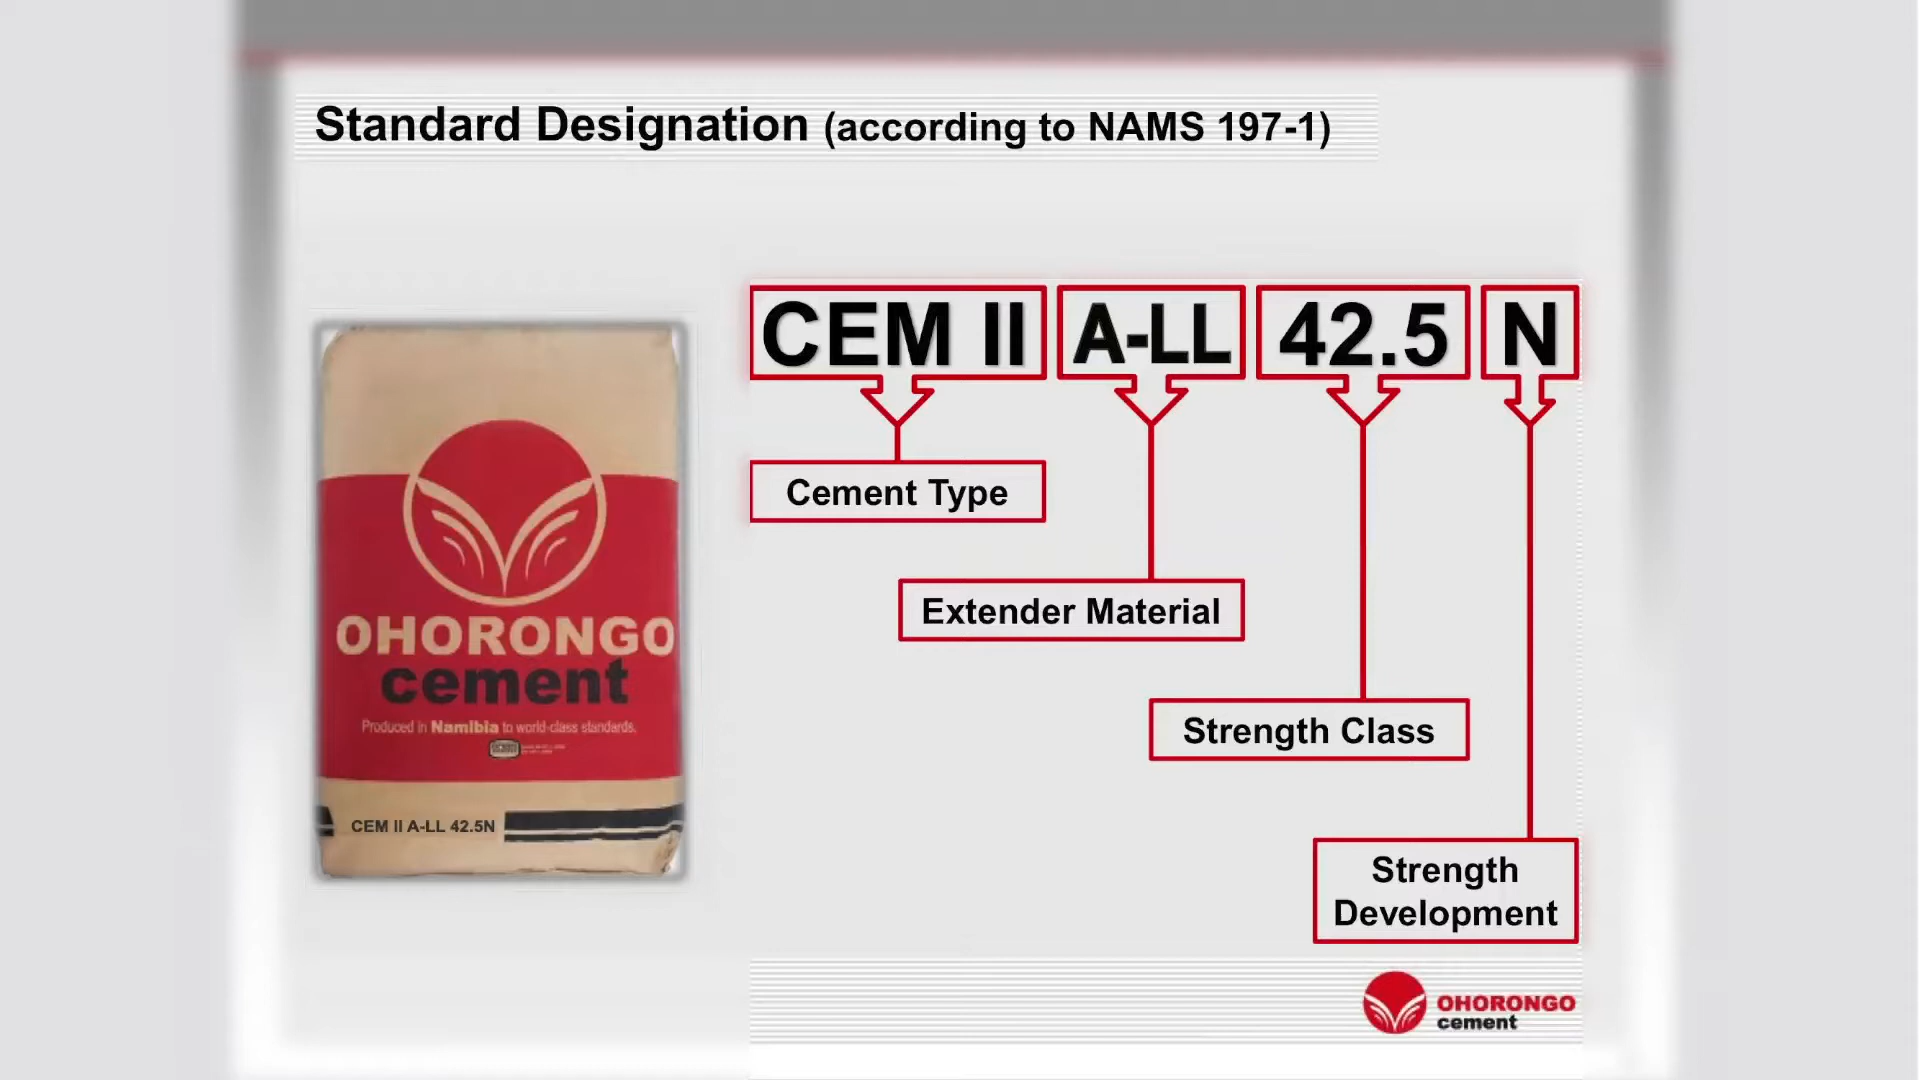 Standard Designation (according to NAMS 197-1)
CEM II A-LL 42.5 N
Cement Type
Extender Material
Strength Class
Strength
Development
OHORONGO
cement
Produced in Namibia to world-class standards.
CEM II A-LL 42.5N
OHORONGO
cement